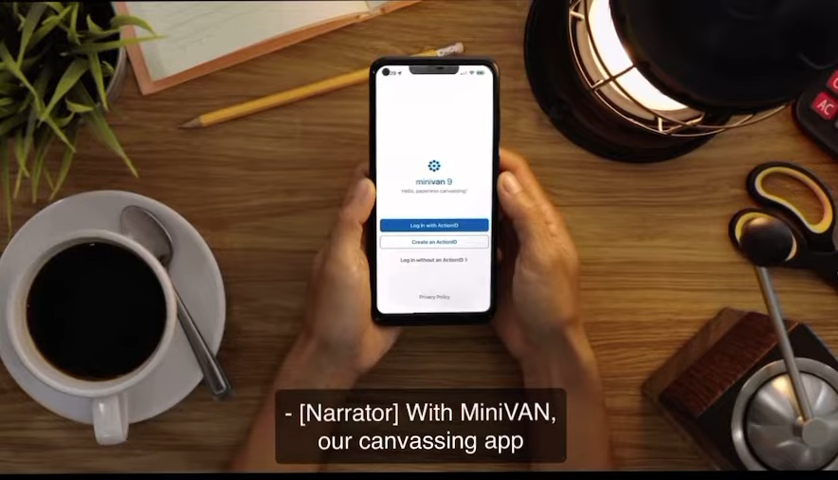 minivan 9
Hello, paperless canvassing!
Log in with ActionID
Create an ActionID
Log in without an ActionID >
Privacy Policy
AC
- [Narrator] With MiniVAN,
our canvassing app